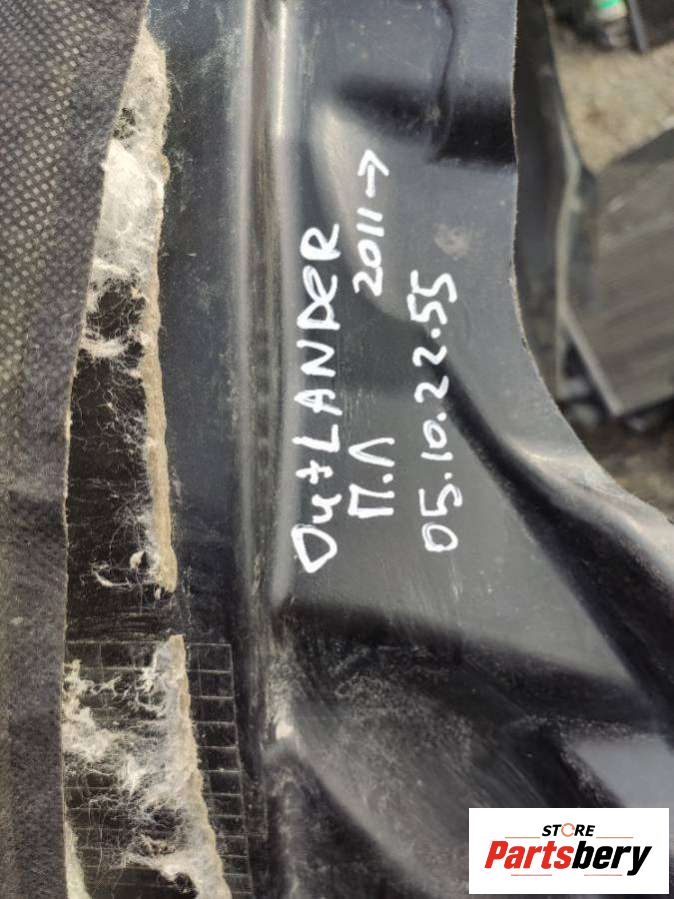 OutLANDER
П.Л 2011→
05.10.22.55
STORE
Partsbery